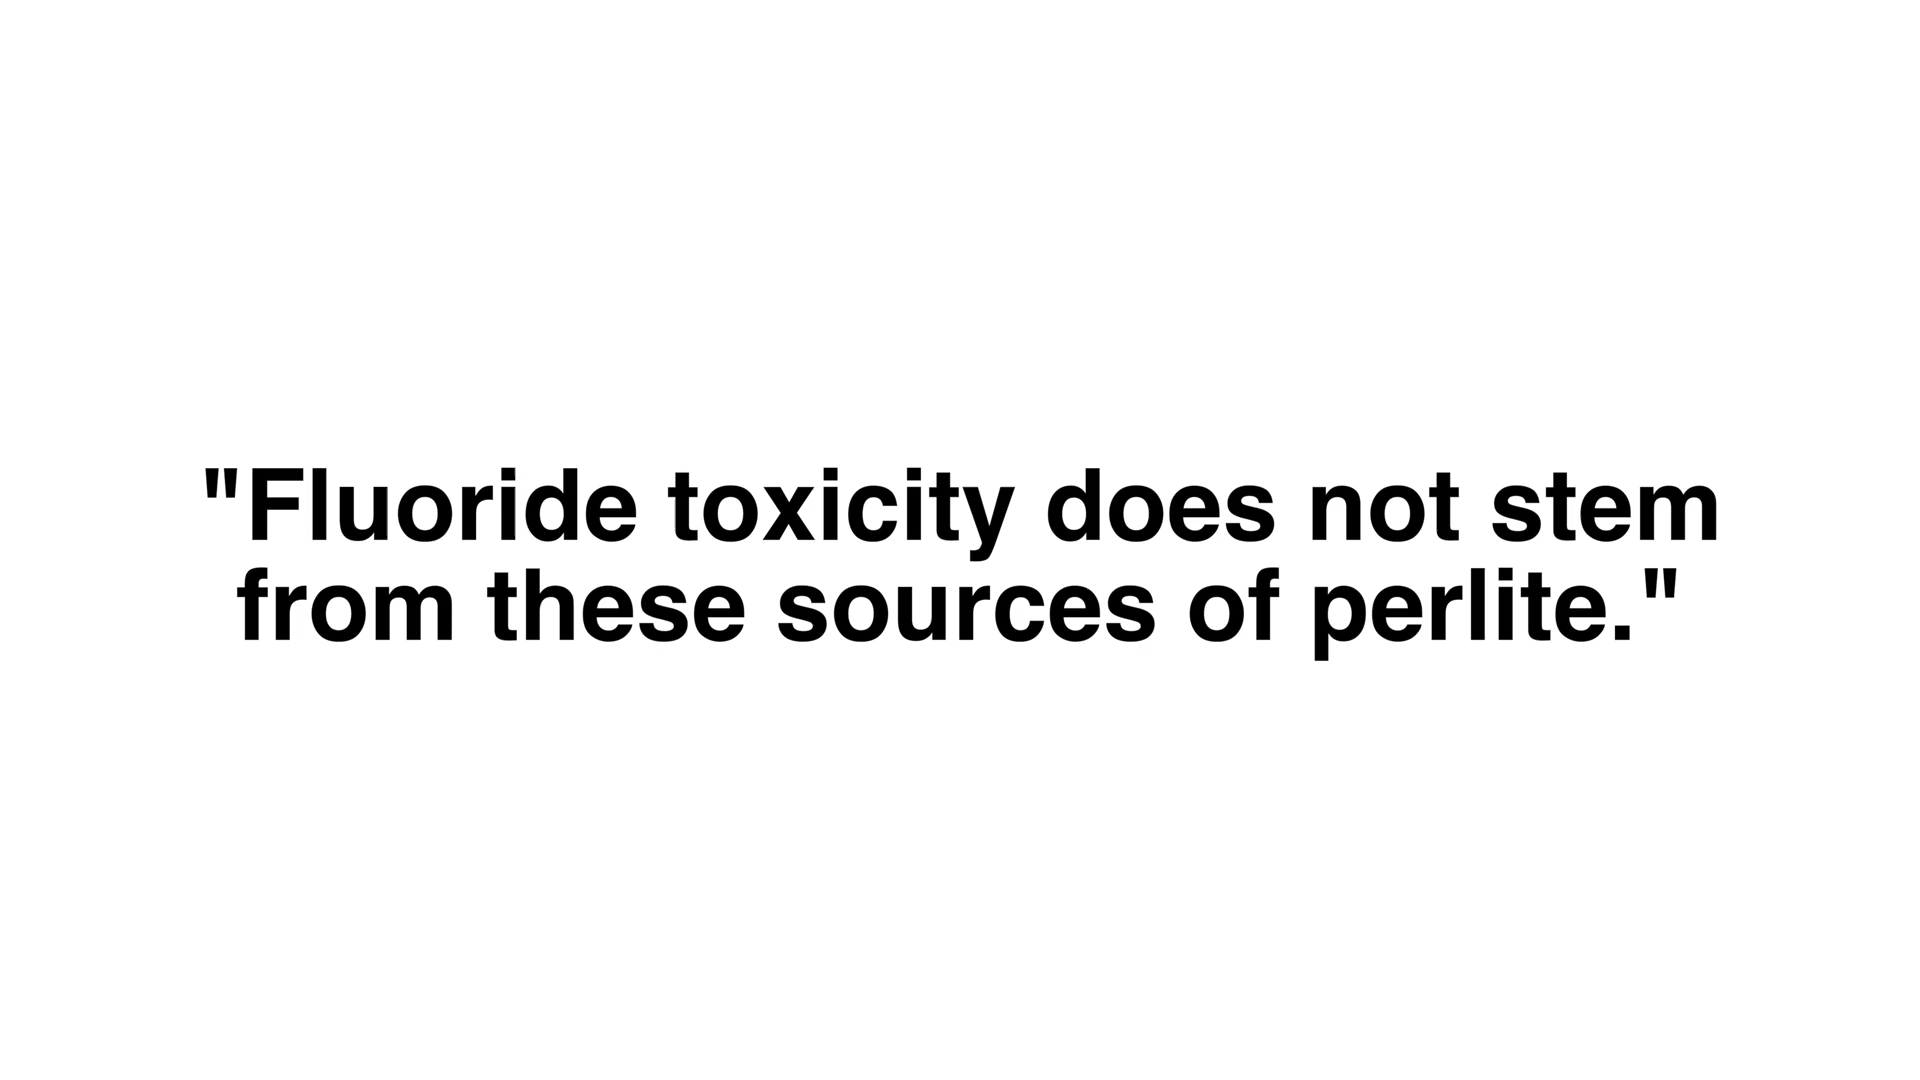 "Fluoride toxicity does not stem
from these sources of perlite."